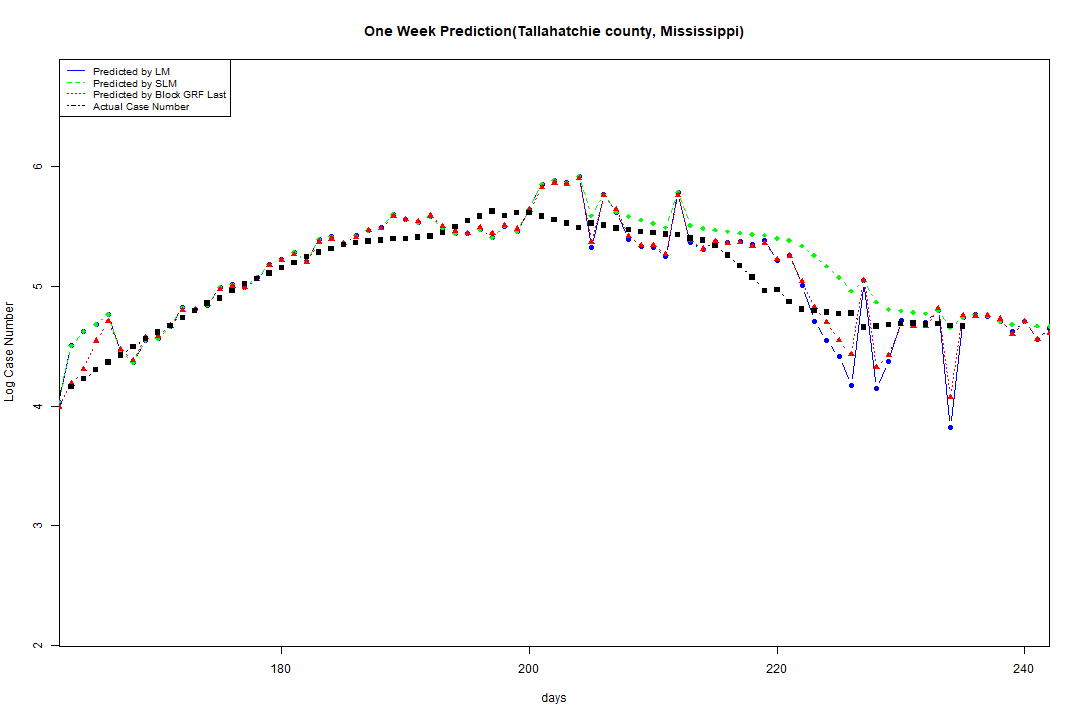 One Week Prediction(Tallahatchie county, Mississippi)
Predicted by LM
Predicted by SLM
Predicted by Block GRF Last
Actual Case Number
6
5
4
3
2
Log Case Number
180
200
220
240
days